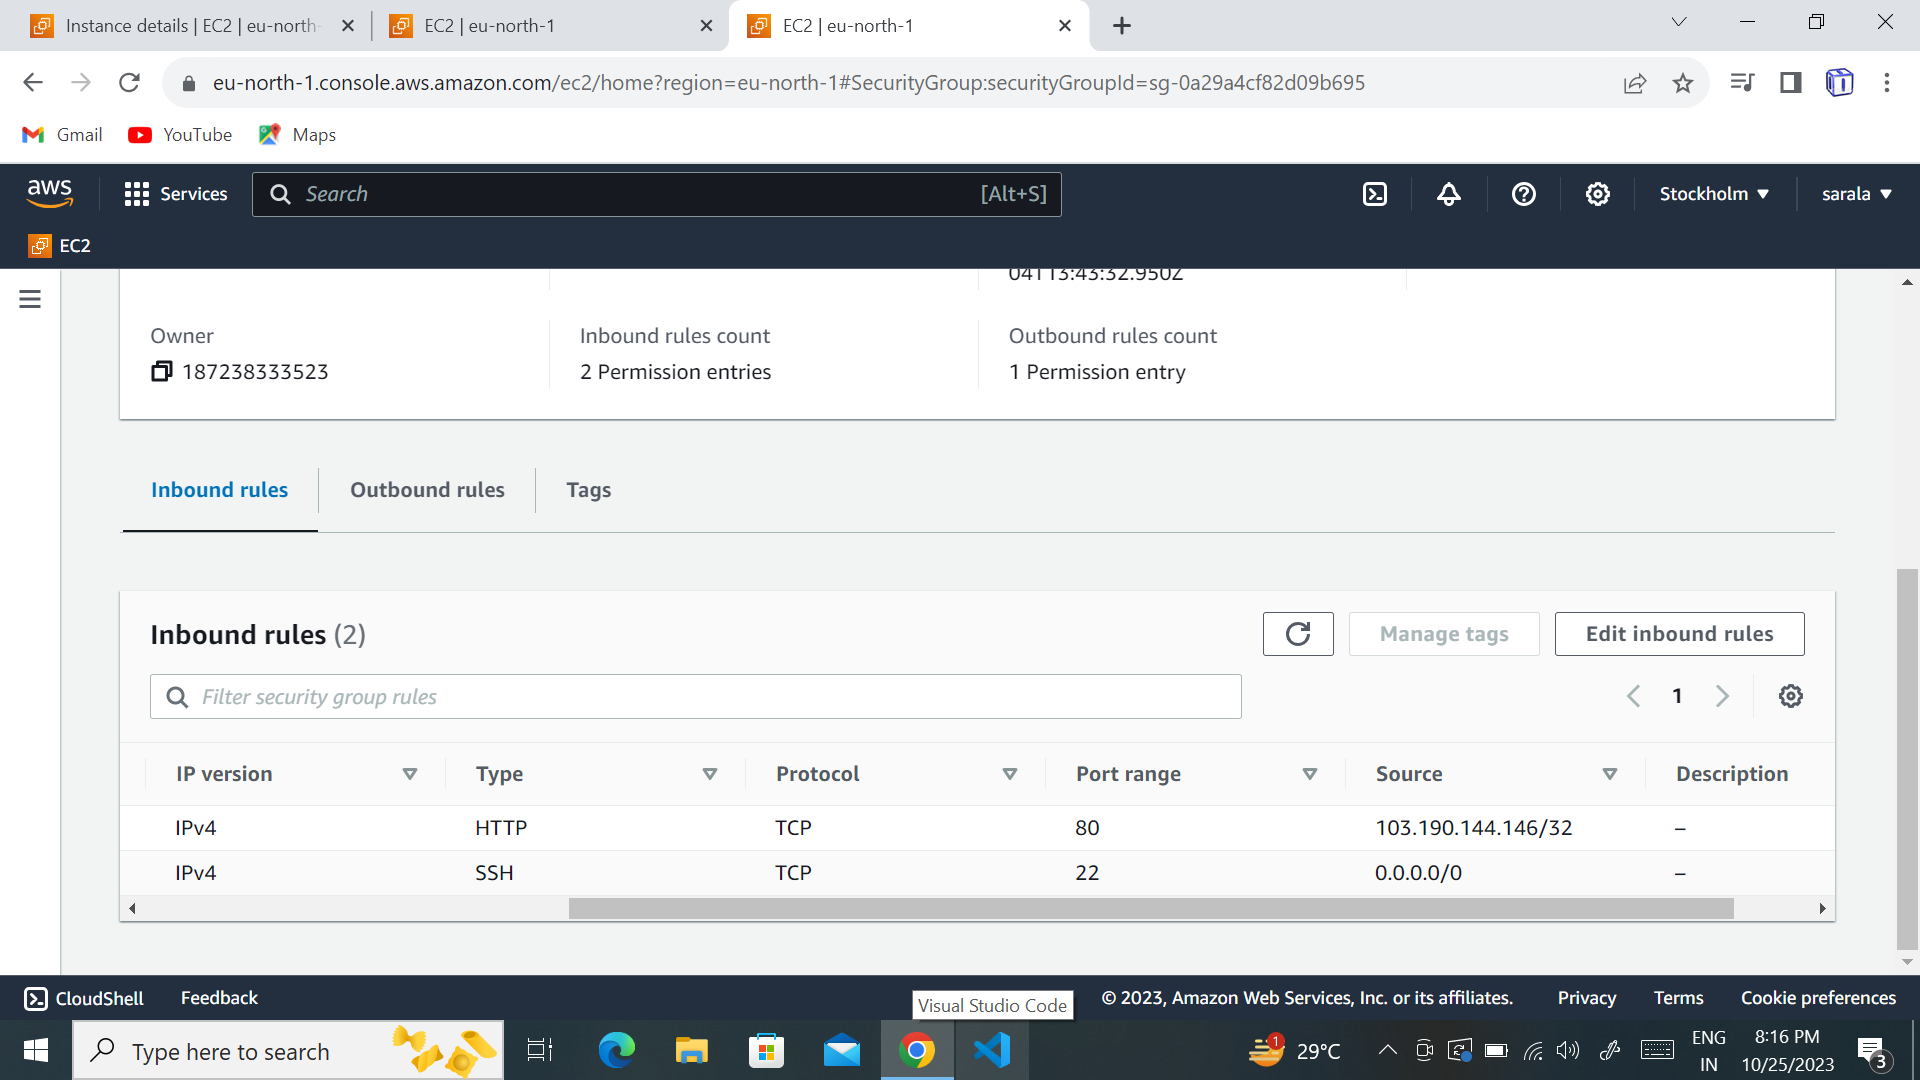 Instance details | EC2 | eu-north-
EC2 | eu-north-1
EC2 | eu-north-1
eu-north-1.console.aws.amazon.com/ec2/home?region=eu-north-1#SecurityGroup:securityGroupId=sg-0a29a4cf82d09b695
Gmail
YouTube
Maps
aws
Services
Search
[Alt+S]
Stockholm
sarala
EC2
04T13:43:32.950Z
Owner
Inbound rules count
Outbound rules count
187238333523
2 Permission entries
1 Permission entry
Inbound rules
Outbound rules
Tags
Inbound rules (2)
Manage tags
Edit inbound rules
Filter security group rules
1
IP version
Type
Protocol
Port range
Source
Description
IPv4
HTTP
TCP
80
103.190.144.146/32
–
IPv4
SSH
TCP
22
0.0.0.0/0
–
CloudShell
Feedback
Visual Studio Code
© 2023, Amazon Web Services, Inc. or its affiliates.
Privacy
Terms
Cookie preferences
Type here to search
1
29°C
ENG
IN
8:16 PM
10/25/2023
3